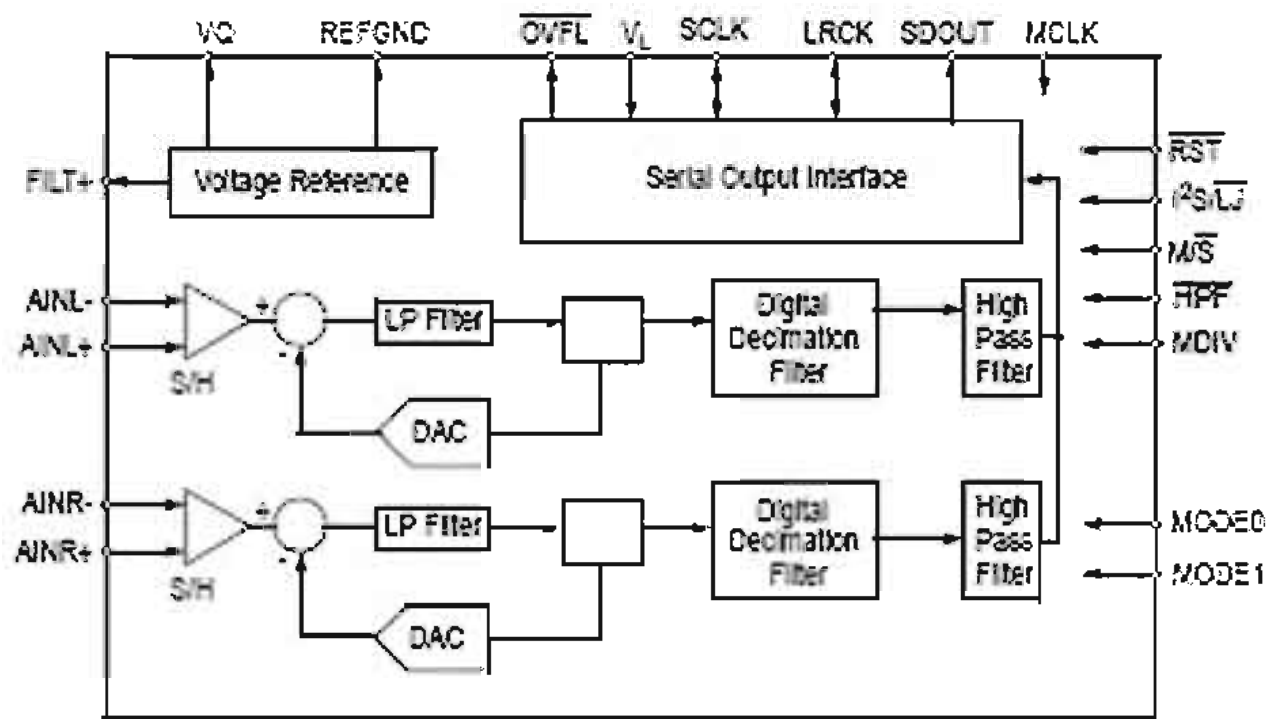 VQ REFGND OVFL VL SCLK LRCK SDOUT MCLK
FILT+
Voltage Reference
Serial Output Interface
RST
I²S/LJ
M/S
HPF
MDIV
AINL-
AINL+
S/H
+
-
LP Filter
DAC
Digital
Decimation
Filter
High
Pass
Filter
AINR-
AINR+
S/H
+
-
LP Filter
DAC
Digital
Decimation
Filter
High
Pass
Filter
MODE0
MODE1